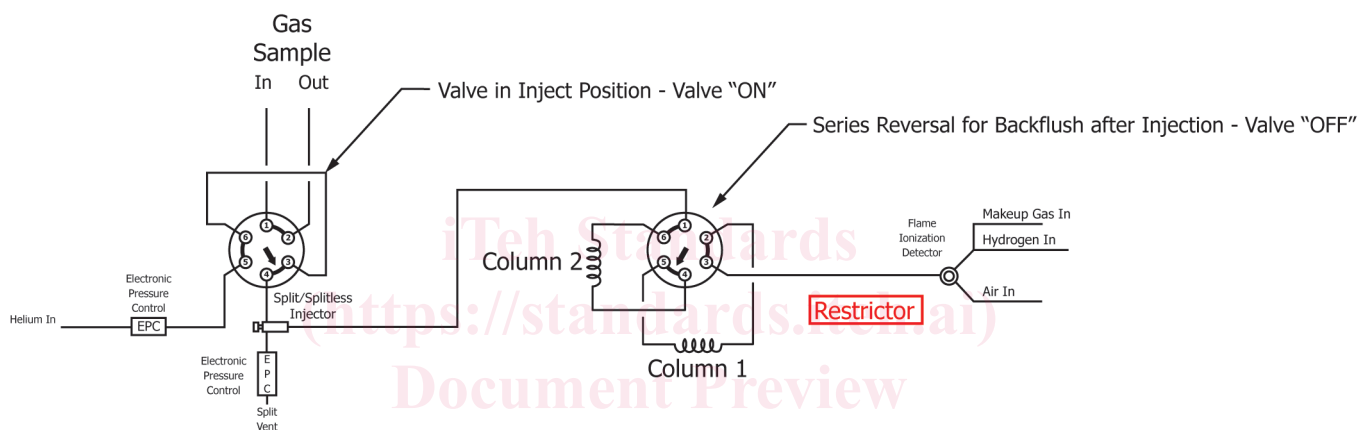 Gas
Sample
In Out
Valve in Inject Position - Valve “ON”
Series Reversal for Backflush after Injection - Valve “OFF”
1
2
3
4
5
6
Electronic
Pressure
Control
Helium In
EPC
Split/Splitless
Injector
Electronic
Pressure
Control
E
P
C
Split
Vent
1
2
3
4
5
6
Column 2
Column 1
Restrictor
Flame
Ionization
Detector
Makeup Gas In
Hydrogen In
Air In
iTeh Standards
(https://standards.iteh.ai)
Document Preview